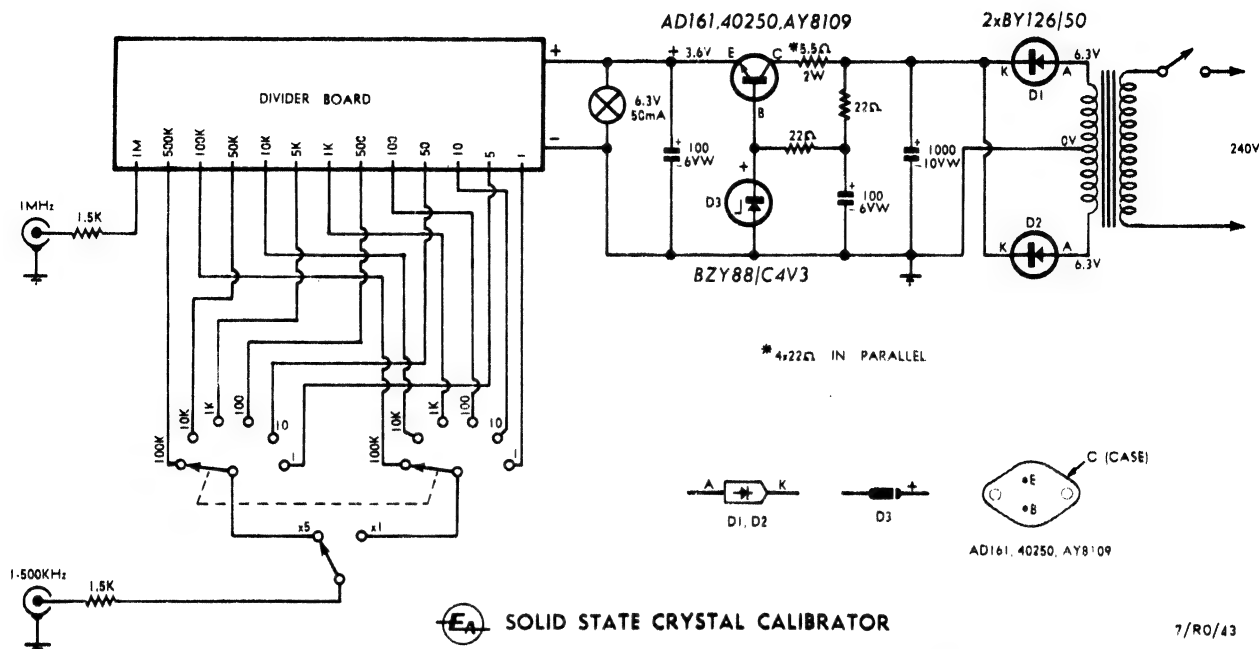 AD161, 40250, AY8109
2xBY126/50
+
+
3.6V
E
C
*5.5Ω
2W
K
A
6.3V
D1
DIVIDER BOARD
6.3V
50mA
B
22Ω
22Ω
-
+
100
-6VW
+
D3
+
100
-6VW
+
1000
-10VW
0V
240V
D2
K
A
6.3V
BZY88/C4V3
1M
500K
100K
50K
10K
5K
1K
500
100
50
10
5
1
1MHz
1.5K
*4x22Ω IN PARALLEL
100K
10K
1K
100
10
1
100K
10K
1K
100
10
1
x5
x1
1-500KHz
1.5K
A
K
D1, D2
+
D3
C (CASE)
E
B
AD161, 40250, AY8109
EA SOLID STATE CRYSTAL CALIBRATOR
7/RO/43